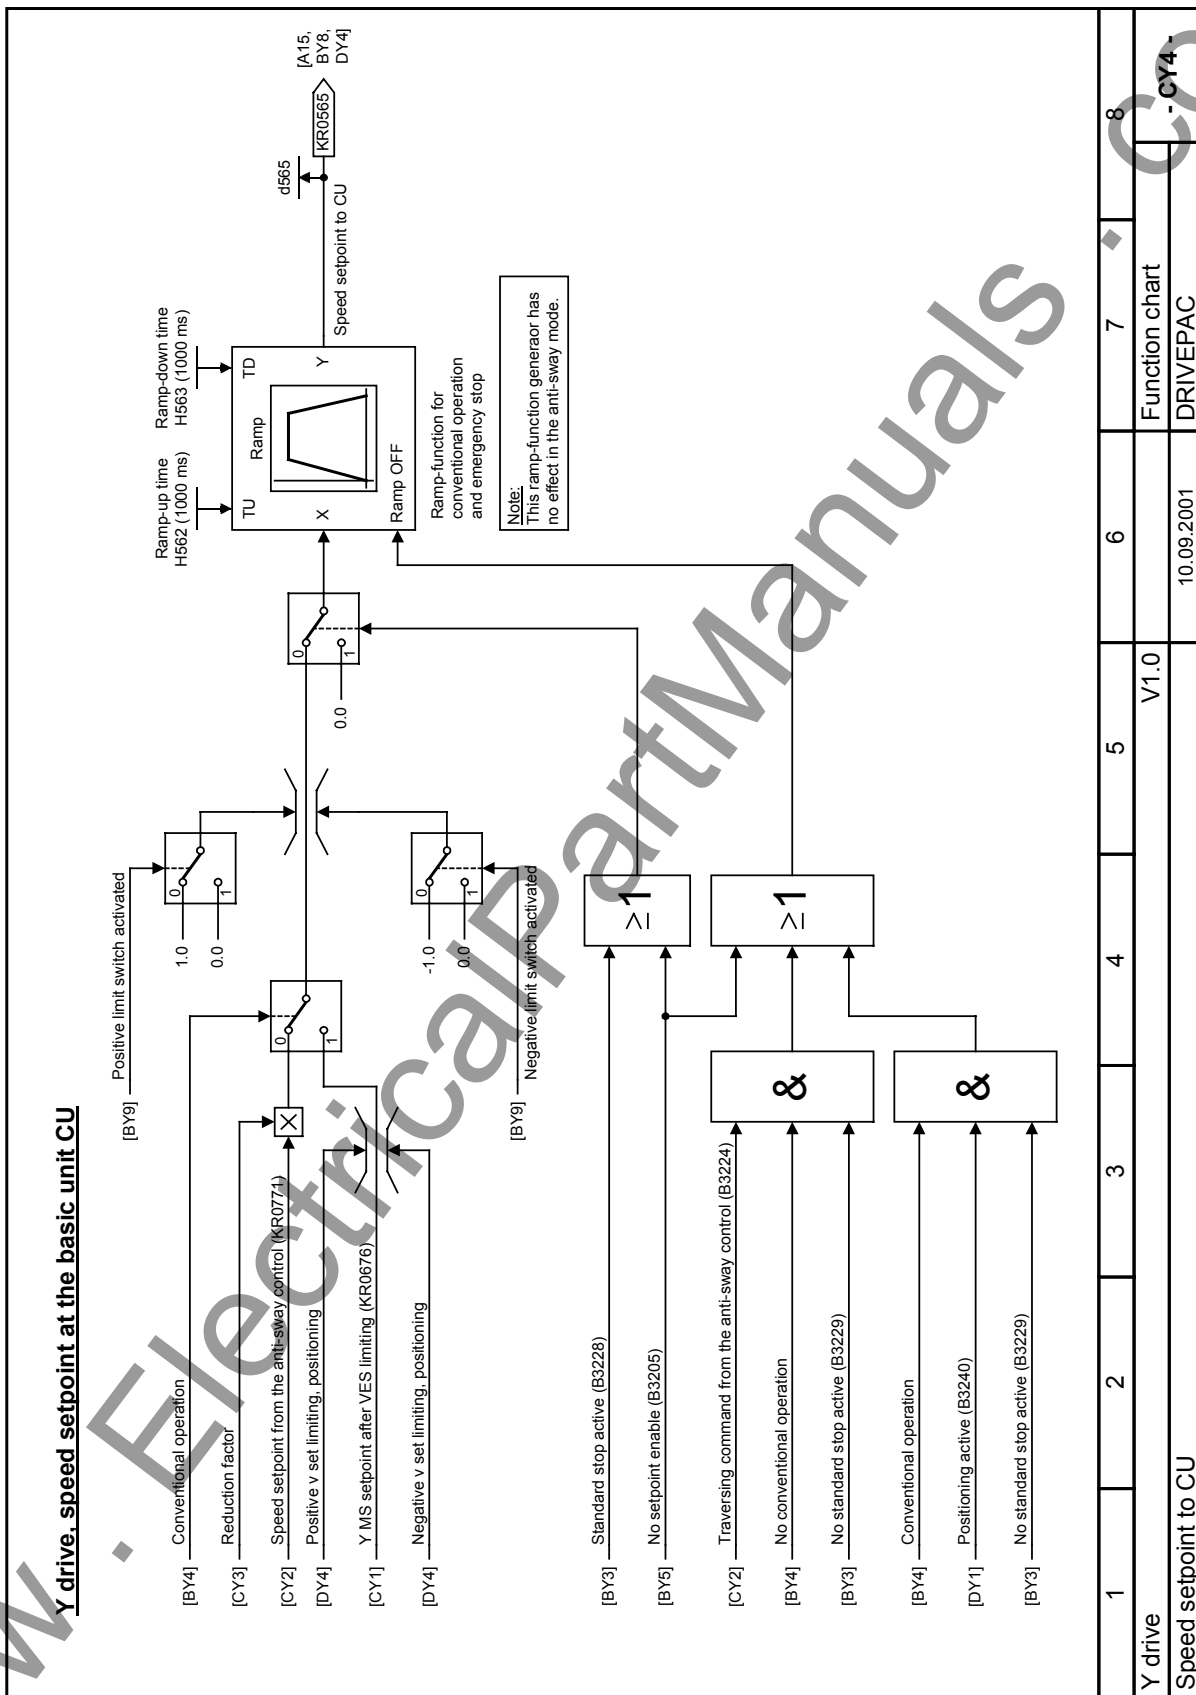 Y drive, speed setpoint at the basic unit CU
[BY9] Positive limit switch activated
[BY4] Conventional operation
[CY3] Reduction factor
[CY2] Speed setpoint from the anti-sway control (KR0771)
[DY4] Positive v set limiting, positioning
[CY1] Y MS setpoint after VES limiting (KR0676)
[DY4] Negative v set limiting, positioning
X
0
1
1.0
0.0
0
1
-1.0
0.0
0
1
[BY9] Negative limit switch activated
0.0
0
1
Ramp-up time
H562 (1000 ms)
Ramp-down time
H563 (1000 ms)
TU
Ramp
TD
X
Y
Ramp OFF
d565
KR0565
[A15,
BY8,
DY4]
Speed setpoint to CU
Ramp-function for
conventional operation
and emergency stop
Note:
This ramp-function generaor has
no effect in the anti-sway mode.
[BY3] Standard stop active (B3228)
[BY5] No setpoint enable (B3205)
≥1
[CY2] Traversing command from the anti-sway control (B3224)
[BY4] No conventional operation
[BY3] No standard stop active (B3229)
&
≥1
[BY4] Conventional operation
[DY1] Positioning active (B3240)
[BY3] No standard stop active (B3229)
&
1 2 3 4 5 6 7 8
Y drive V1.0 Function chart
Speed setpoint to CU 10.09.2001 DRIVEPAC
- CY4 -
w . ElectricalPartManuals . co